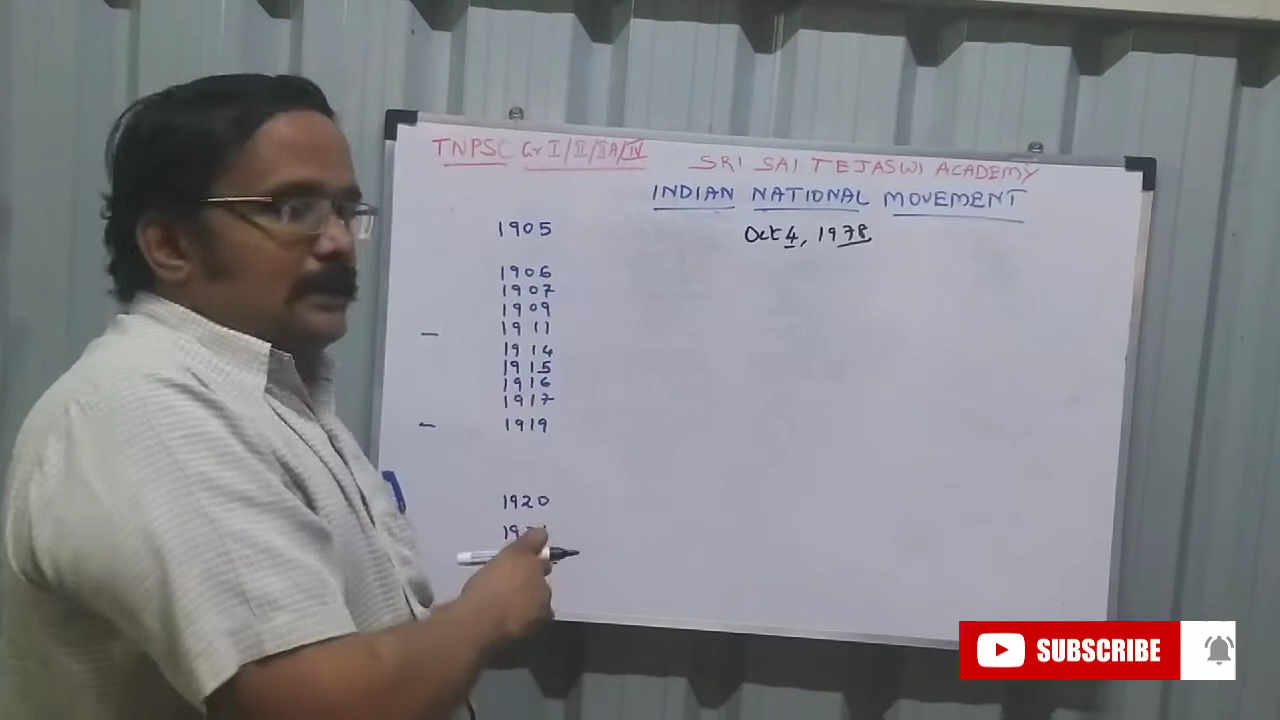 TNPSC Gr I/II/IIA/IV
SRI SAI TEJASWI ACADEMY
INDIAN NATIONAL MOVEMENT
Oct 4, 1978
1905
1906
1907
1909
- 1911
1914
1915
1916
1917
- 1919
1920
SUBSCRIBE